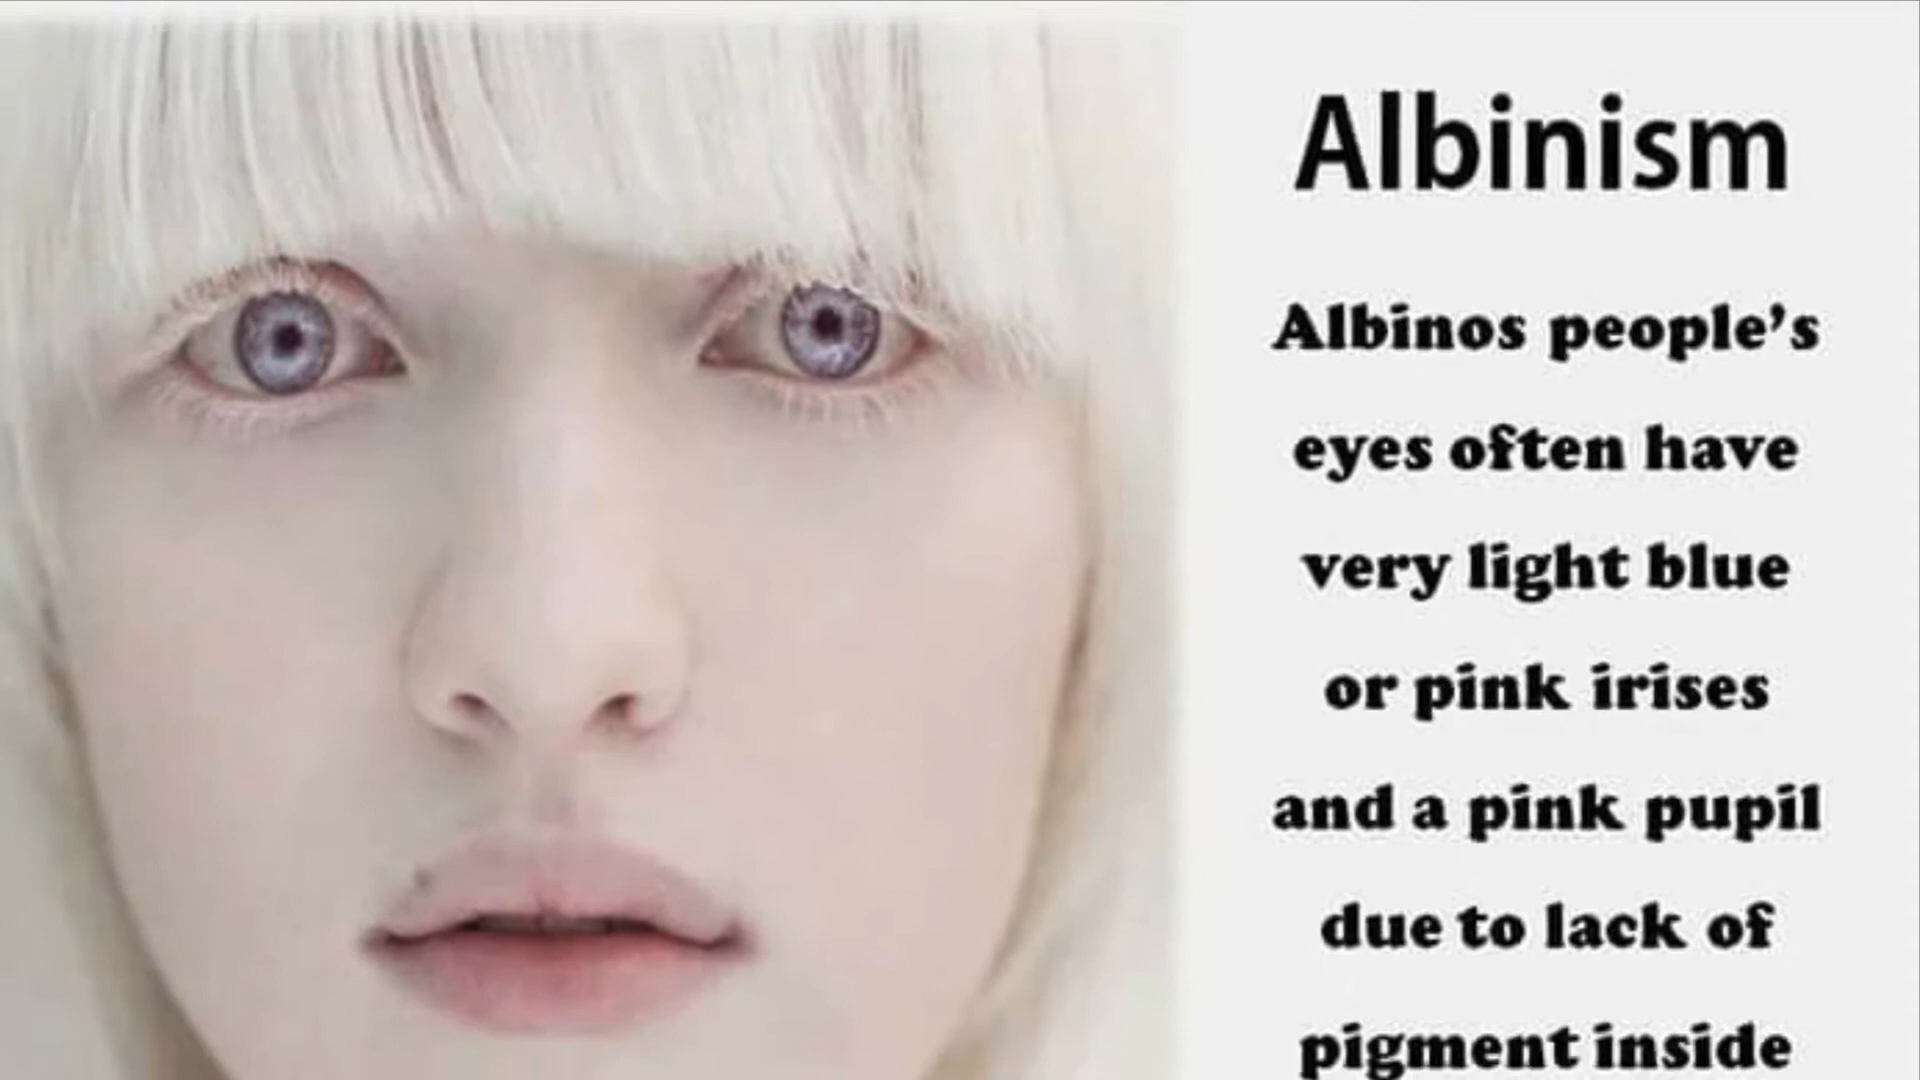 Albinism
Albinos people's
eyes often have
very light blue
or pink irises
and a pink pupil
due to lack of
pigment inside